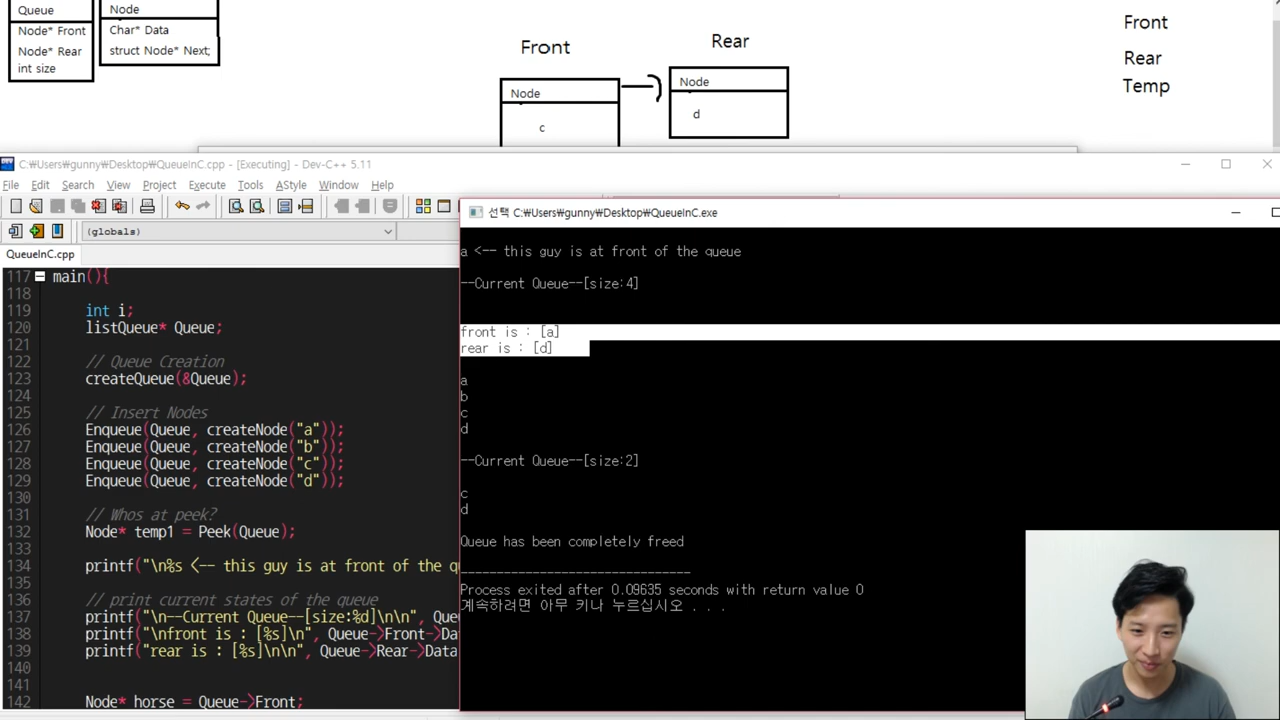 Queue
Node* Front
Node* Rear
int size
Node
Char* Data
struct Node* Next;
Front
Node
c
Rear
Node
d
Front
Rear
Temp
C:₩Users₩gunny₩Desktop₩QueueInC.cpp - [Executing] - Dev-C++ 5.11
File Edit Search View Project Execute Tools AStyle Window Help
(globals)
QueueInC.cpp
117 main(){
118
119 int i;
120 listQueue* Queue;
121
122 // Queue Creation
123 createQueue(&Queue);
124
125 // Insert Nodes
126 Enqueue(Queue, createNode("a"));
127 Enqueue(Queue, createNode("b"));
128 Enqueue(Queue, createNode("c"));
129 Enqueue(Queue, createNode("d"));
130
131 // Whos at peek?
132 Node* temp1 = Peek(Queue);
133
134 printf("\n%s <-- this guy is at front of the q
135
136 // print current states of the queue
137 printf("\n--Current Queue--[size:%d]\n\n", Que
138 printf("\nfront is : [%s]\n", Queue->Front->Da
139 printf("rear is : [%s]\n\n", Queue->Rear->Data
140
141
142 Node* horse = Queue->Front;
선택 C:₩Users₩gunny₩Desktop₩QueueInC.exe
a <-- this guy is at front of the queue
--Current Queue--[size:4]
front is : [a]
rear is : [d]
a
b
c
d
--Current Queue--[size:2]
c
d
Queue has been completely freed
--------------------------------
Process exited after 0.09635 seconds with return value 0
계속하려면 아무 키나 누르십시오 . . .